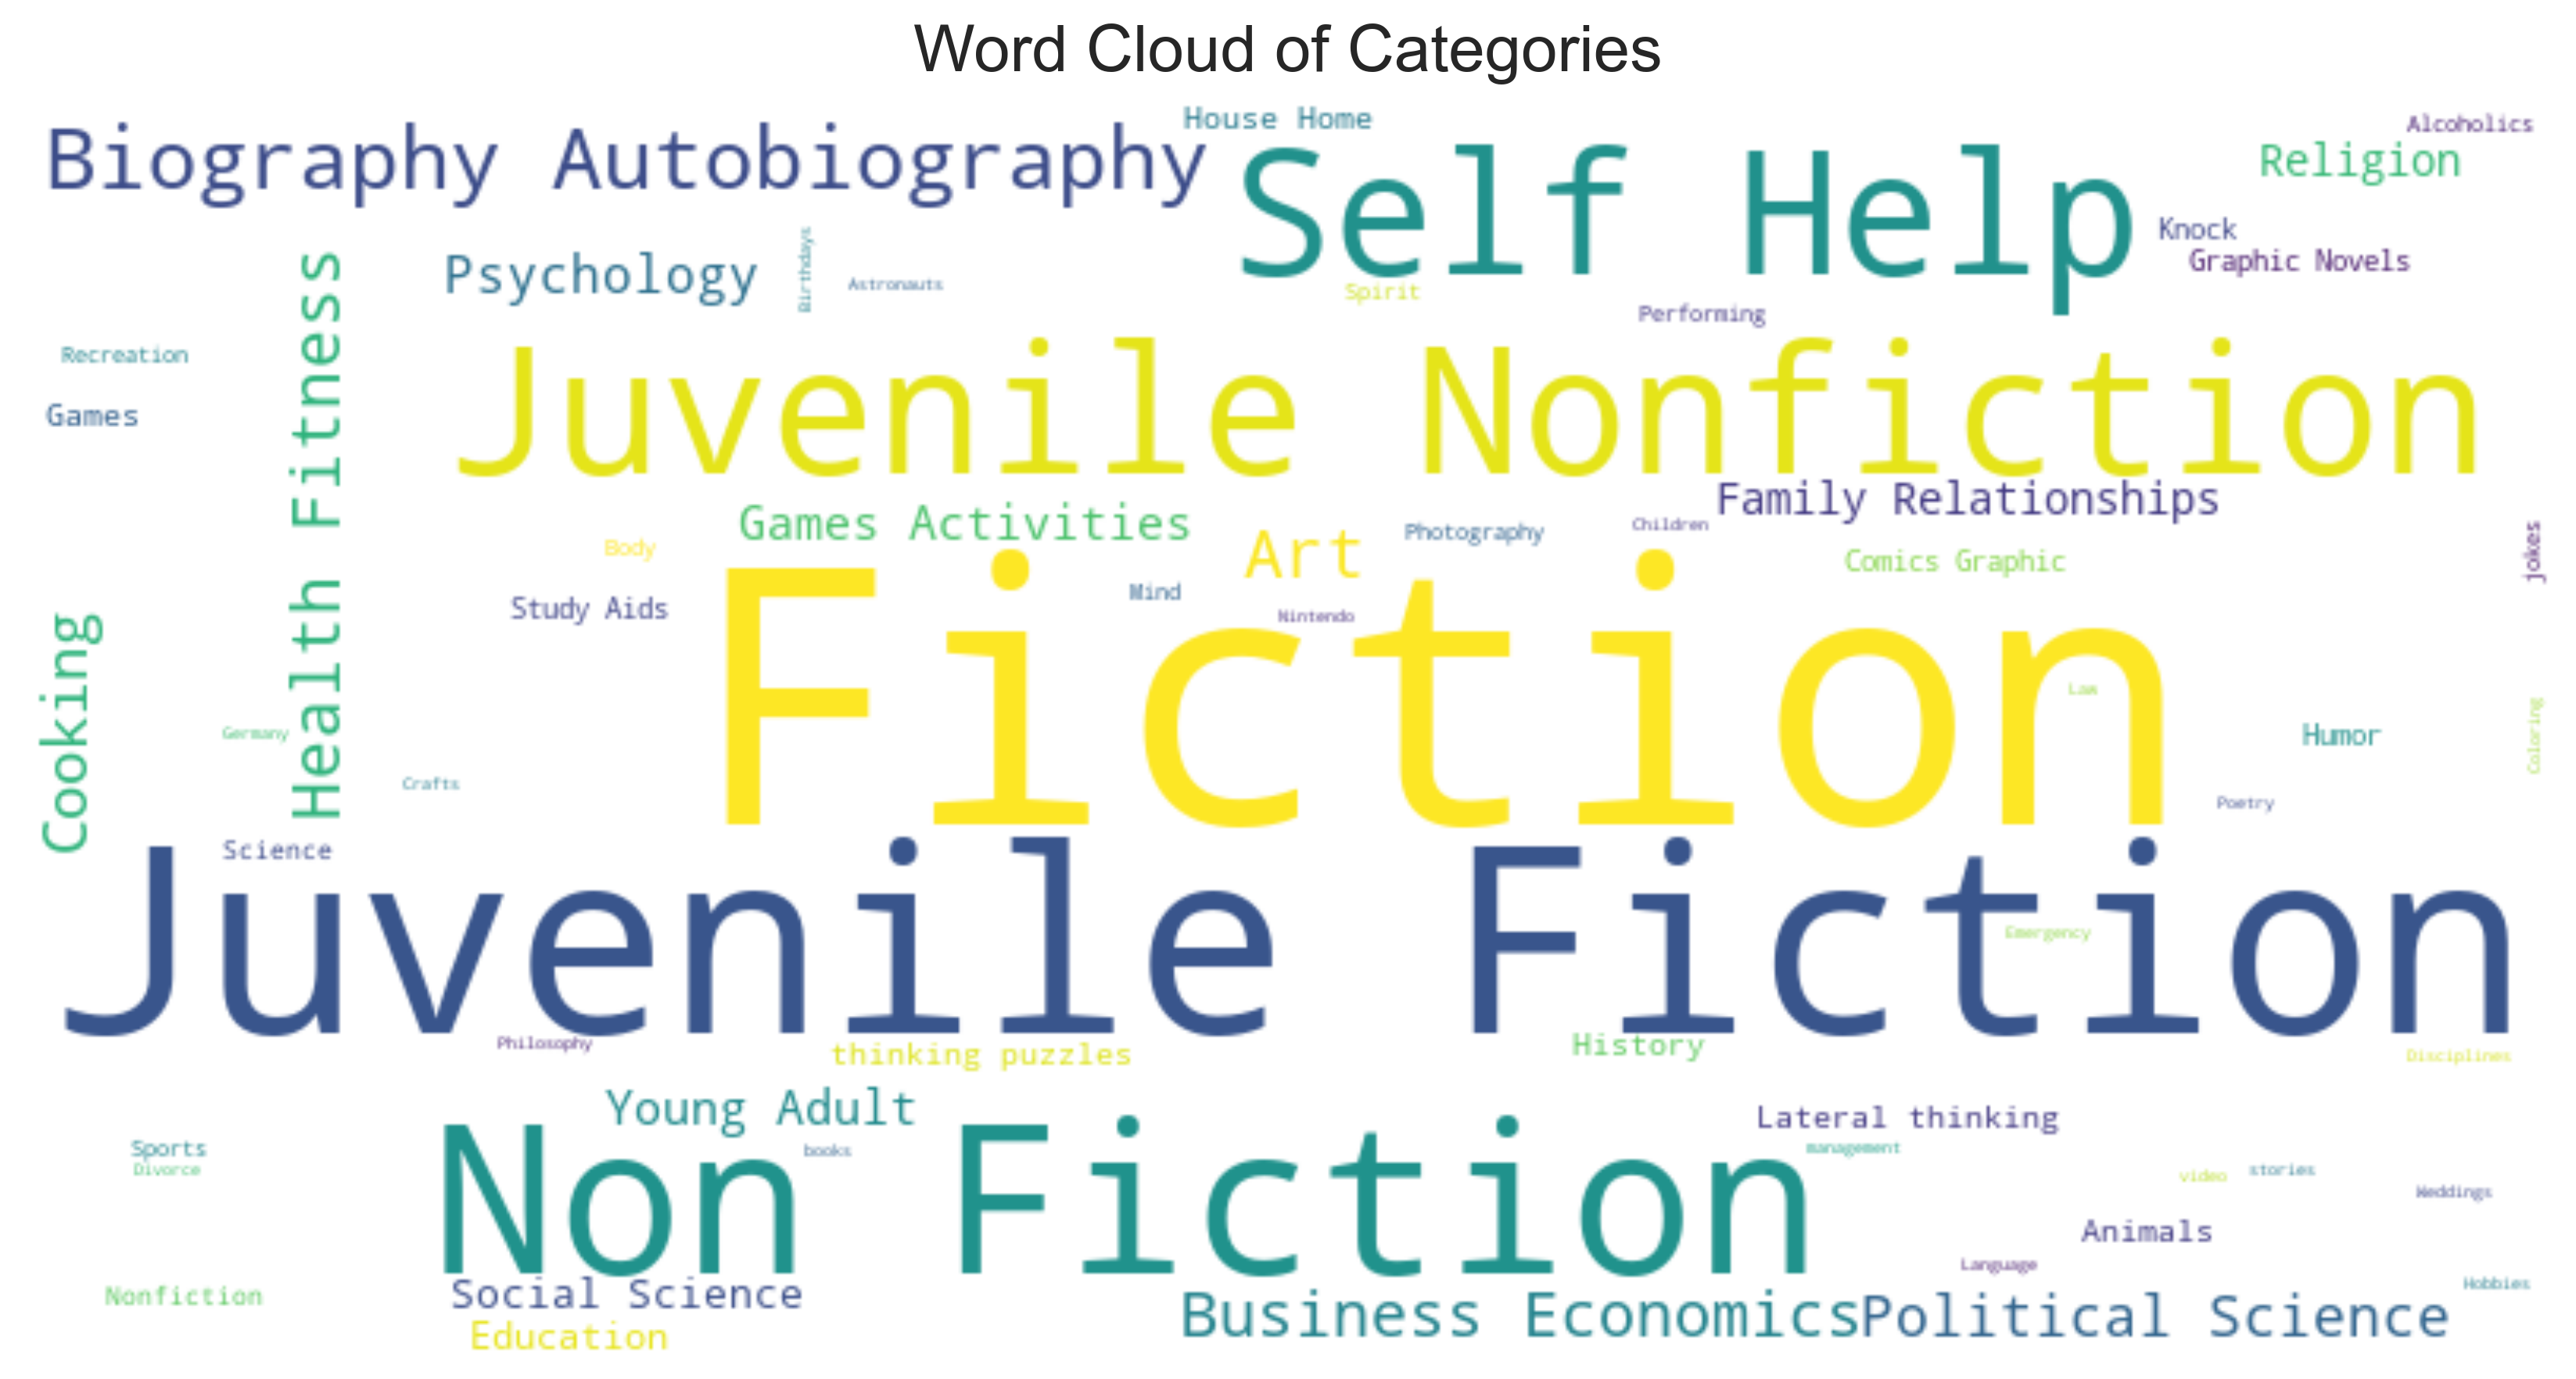 Word Cloud of Categories
House Home
Alcoholics
Biography Autobiography
Self Help
Religion
Knock
Graphic Novels
Psychology
Birthdays
Astronauts
Spirit
Performing
Recreation
Health Fitness
Juvenile Nonfiction
Games
Family Relationships
Games Activities
Photography
Children
jokes
Body
Art
Comics Graphic
Mind
Study Aids
Nintendo
Cooking
Fiction
Law
Germany
Humor
Coloring
Crafts
Poetry
Science
Juvenile Fiction
Emergency
Philosophy
thinking puzzles
History
Disciplines
Young Adult
Lateral thinking
Sports
books
management
Divorce
Non Fiction
video
stories
Weddings
Animals
Language
Hobbies
Nonfiction
Social Science
Business Economics
Political Science
Education